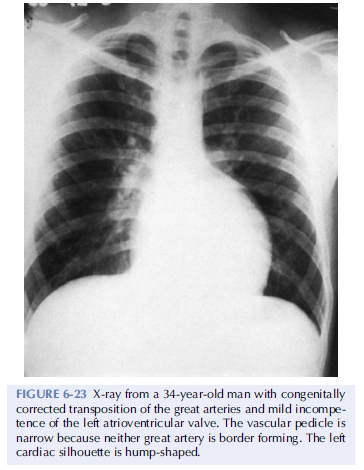 FIGURE 6-23 X-ray from a 34-year-old man with congenitally
corrected transposition of the great arteries and mild incompe-
tence of the left atrioventricular valve. The vascular pedicle is
narrow because neither great artery is border forming. The left
cardiac silhouette is hump-shaped.